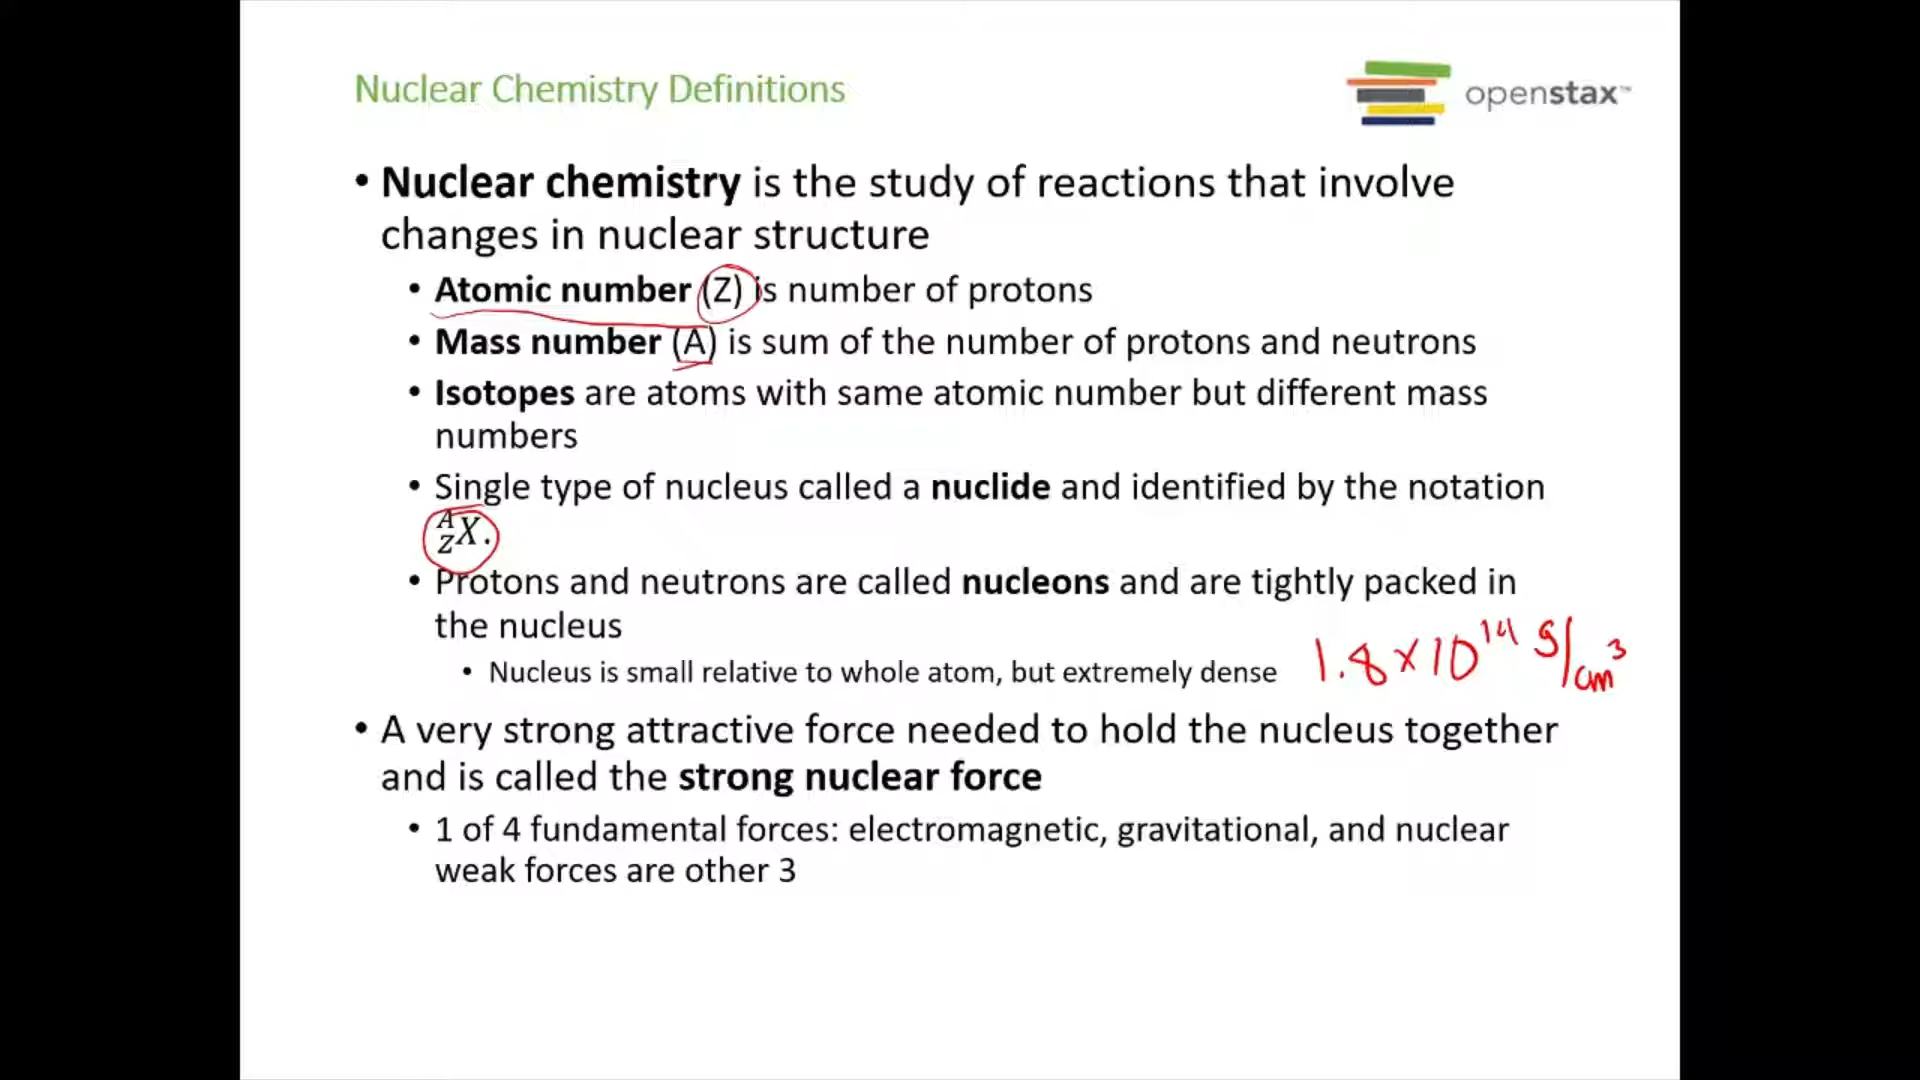 Nuclear Chemistry Definitions
openstax™
• Nuclear chemistry is the study of reactions that involve
changes in nuclear structure
• Atomic number (Z) is number of protons
• Mass number (A) is sum of the number of protons and neutrons
• Isotopes are atoms with same atomic number but different mass
numbers
• Single type of nucleus called a nuclide and identified by the notation
$^{A}_{Z}X$.
• Protons and neutrons are called nucleons and are tightly packed in
the nucleus
• Nucleus is small relative to whole atom, but extremely dense 1.8 × 10¹⁴ g/cm³
• A very strong attractive force needed to hold the nucleus together
and is called the strong nuclear force
• 1 of 4 fundamental forces: electromagnetic, gravitational, and nuclear
weak forces are other 3